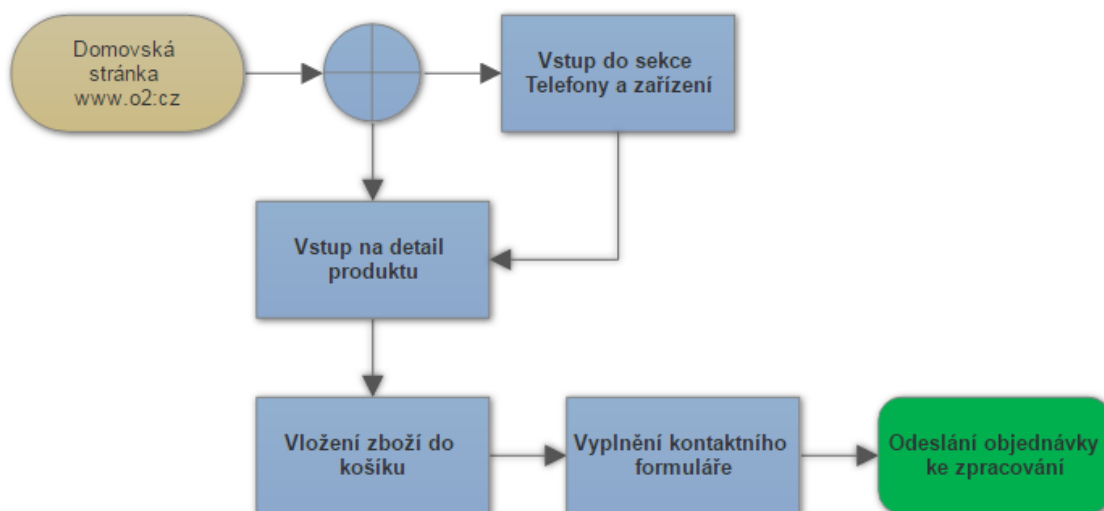 Domovská
stránka
www.o2:cz
Vstup do sekce
Telefony a zařízení
Vstup na detail
produktu
Vložení zboží do
košíku
Vyplnění kontaktního
formuláře
Odeslání objednávky
ke zpracování